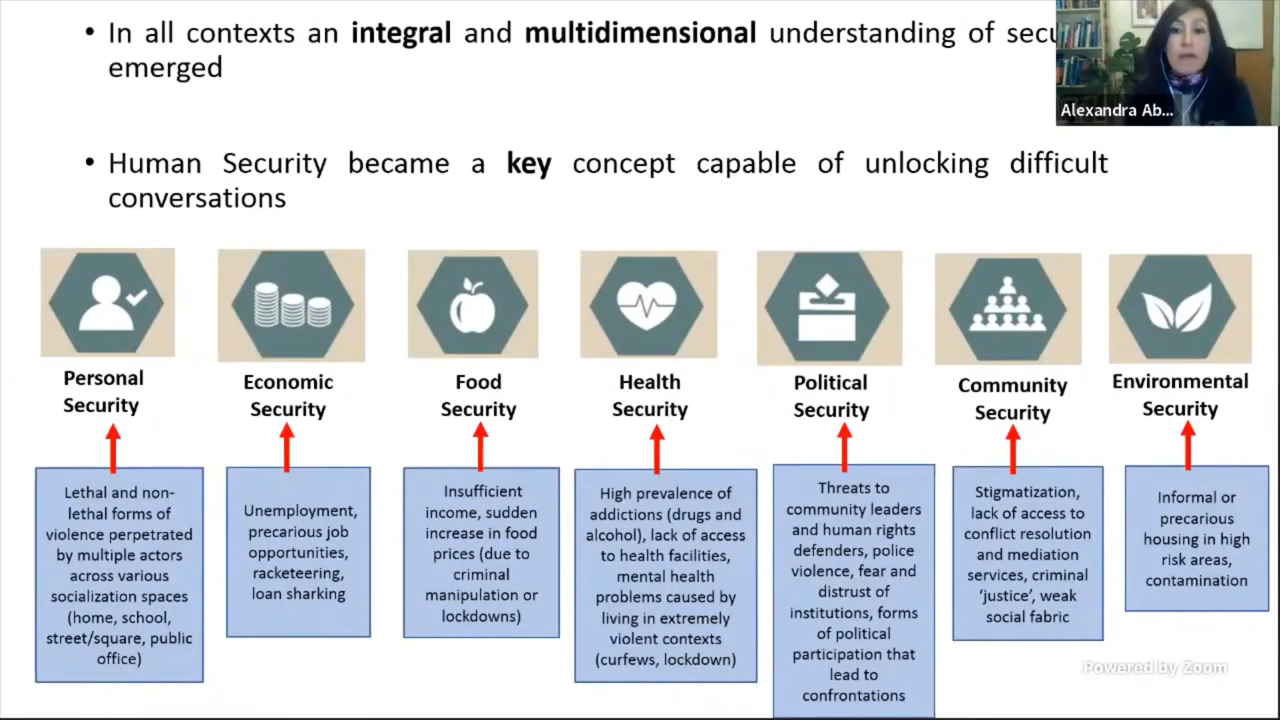 • In all contexts an integral and multidimensional understanding of
emerged
Alexandra Ab...
• Human Security became a key concept capable of unlocking difficult
conversations
Personal
Security
Economic
Security
Food
Security
Health
Security
Political
Security
Community
Security
Environmental
Security
Lethal and non-
lethal forms of
violence perpetrated
by multiple actors
across various
socialization spaces
(home, school,
street/square, public
office)
Unemployment,
precarious job
opportunities,
racketeering,
loan sharking
Insufficient
income, sudden
increase in food
prices (due to
criminal
manipulation or
lockdowns)
High prevalence of
addictions (drugs and
alcohol), lack of access
to health facilities,
mental health
problems caused by
living in extremely
violent contexts
(curfews, lockdown)
Threats to
community leaders
and human rights
defenders, police
violence, fear and
distrust of
institutions, forms
of political
participation that
lead to
confrontations
Stigmatization,
lack of access to
conflict resolution
and mediation
services, criminal
‘justice’, weak
social fabric
Informal or
precarious
housing in high
risk areas,
contamination
Powered by Zoom